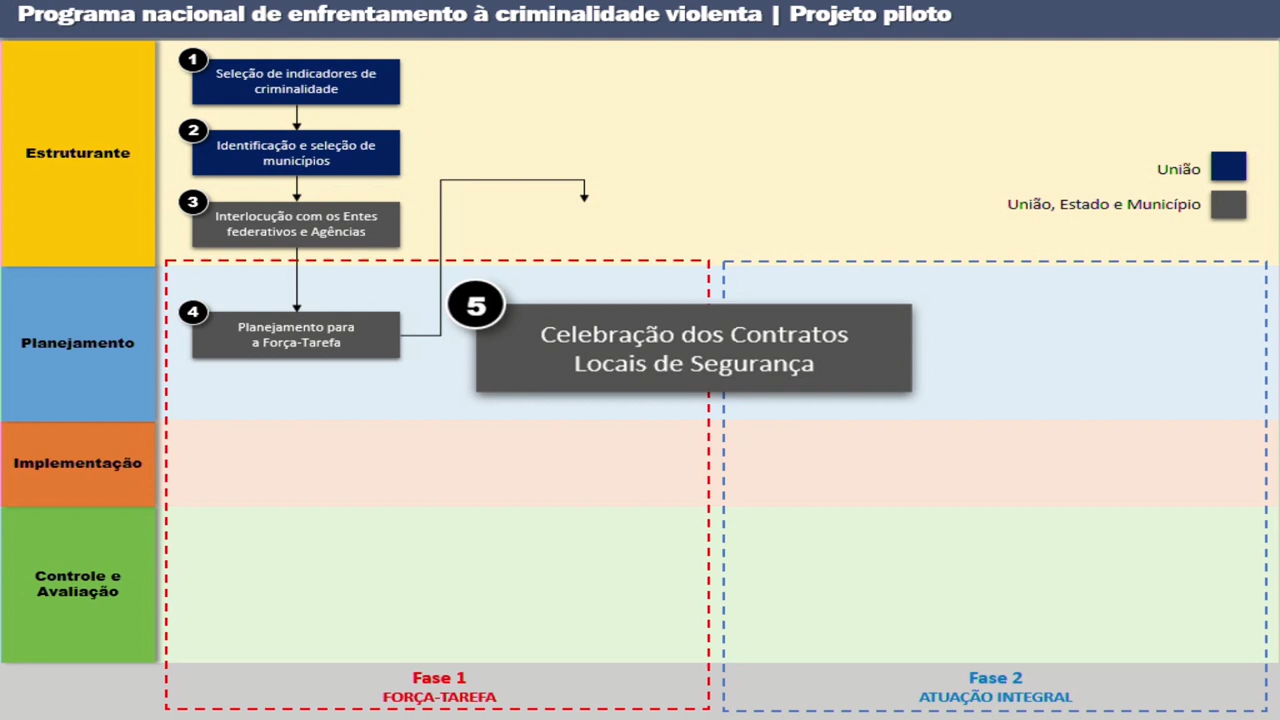 Programa nacional de enfrentamento à criminalidade violenta | Projeto piloto
Estruturante
1
Seleção de indicadores de
criminalidade
2
Identificação e seleção de
municípios
3
Interlocução com os Entes
federativos e Agências
União
União, Estado e Município
Planejamento
4
Planejamento para
a Força-Tarefa
5
Celebração dos Contratos
Locais de Segurança
Implementação
Controle e
Avaliação
Fase 1
FORÇA-TAREFA
Fase 2
ATUAÇÃO INTEGRAL